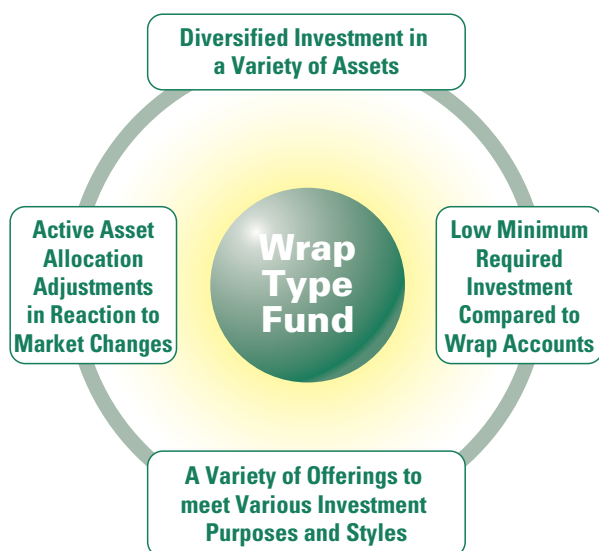 Diversified Investment in
a Variety of Assets
Active Asset
Allocation
Adjustments
in Reaction to
Market Changes
Wrap
Type
Fund
Low Minimum
Required
Investment
Compared to
Wrap Accounts
A Variety of Offerings to
meet Various Investment
Purposes and Styles